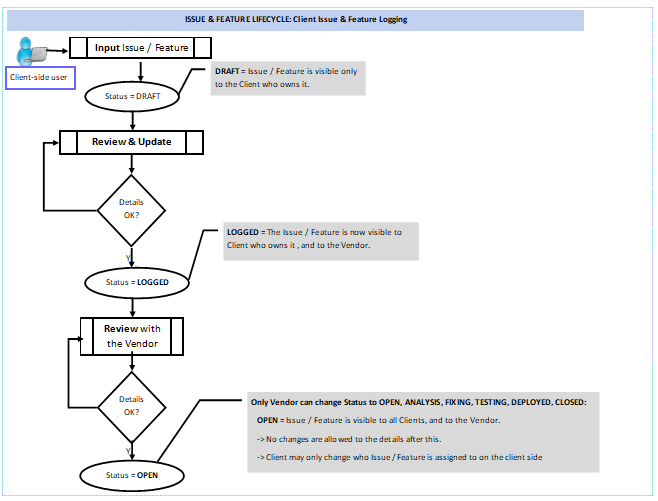 ISSUE & FEATURE LIFECYCLE: Client Issue & Feature Logging
Input Issue / Feature
Client-side user
DRAFT = Issue / Feature is visible only
to the Client who owns it.
Status = DRAFT
Review & Update
Details
OK?
LOGGED = The Issue / Feature is now visible to
Client who owns it , and to the Vendor.
Y
Status = LOGGED
Review with
the Vendor
Details
OK?
Only Vendor can change Status to OPEN, ANALYSIS, FIXING, TESTING, DEPLOYED, CLOSED:
OPEN = Issue / Feature is visible to all Clients, and to the Vendor.
-> No changes are allowed to the details after this.
-> Client may only change who Issue / Feature is assigned to on the client side
Y
Status = OPEN